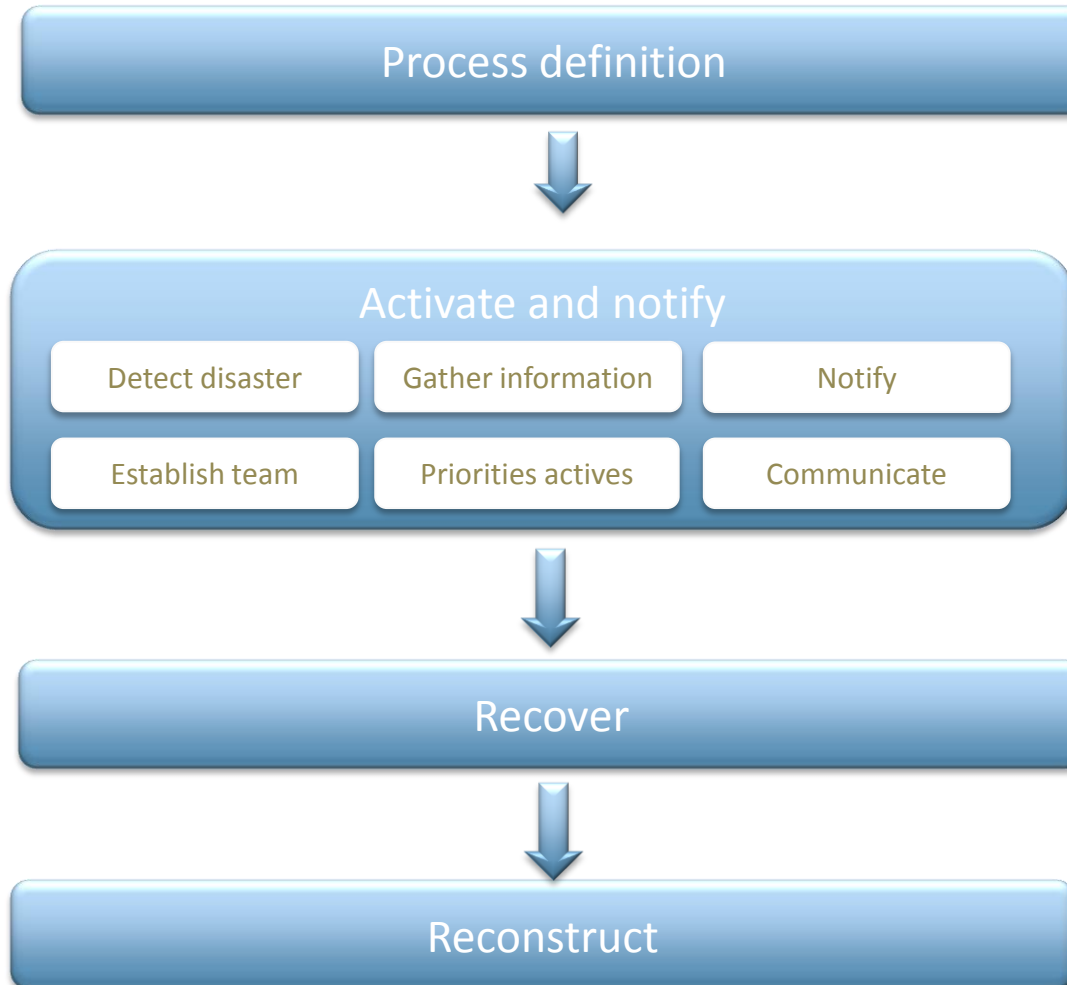 Process definition
Activate and notify
Detect disaster
Gather information
Notify
Establish team
Priorities actives
Communicate
Recover
Reconstruct